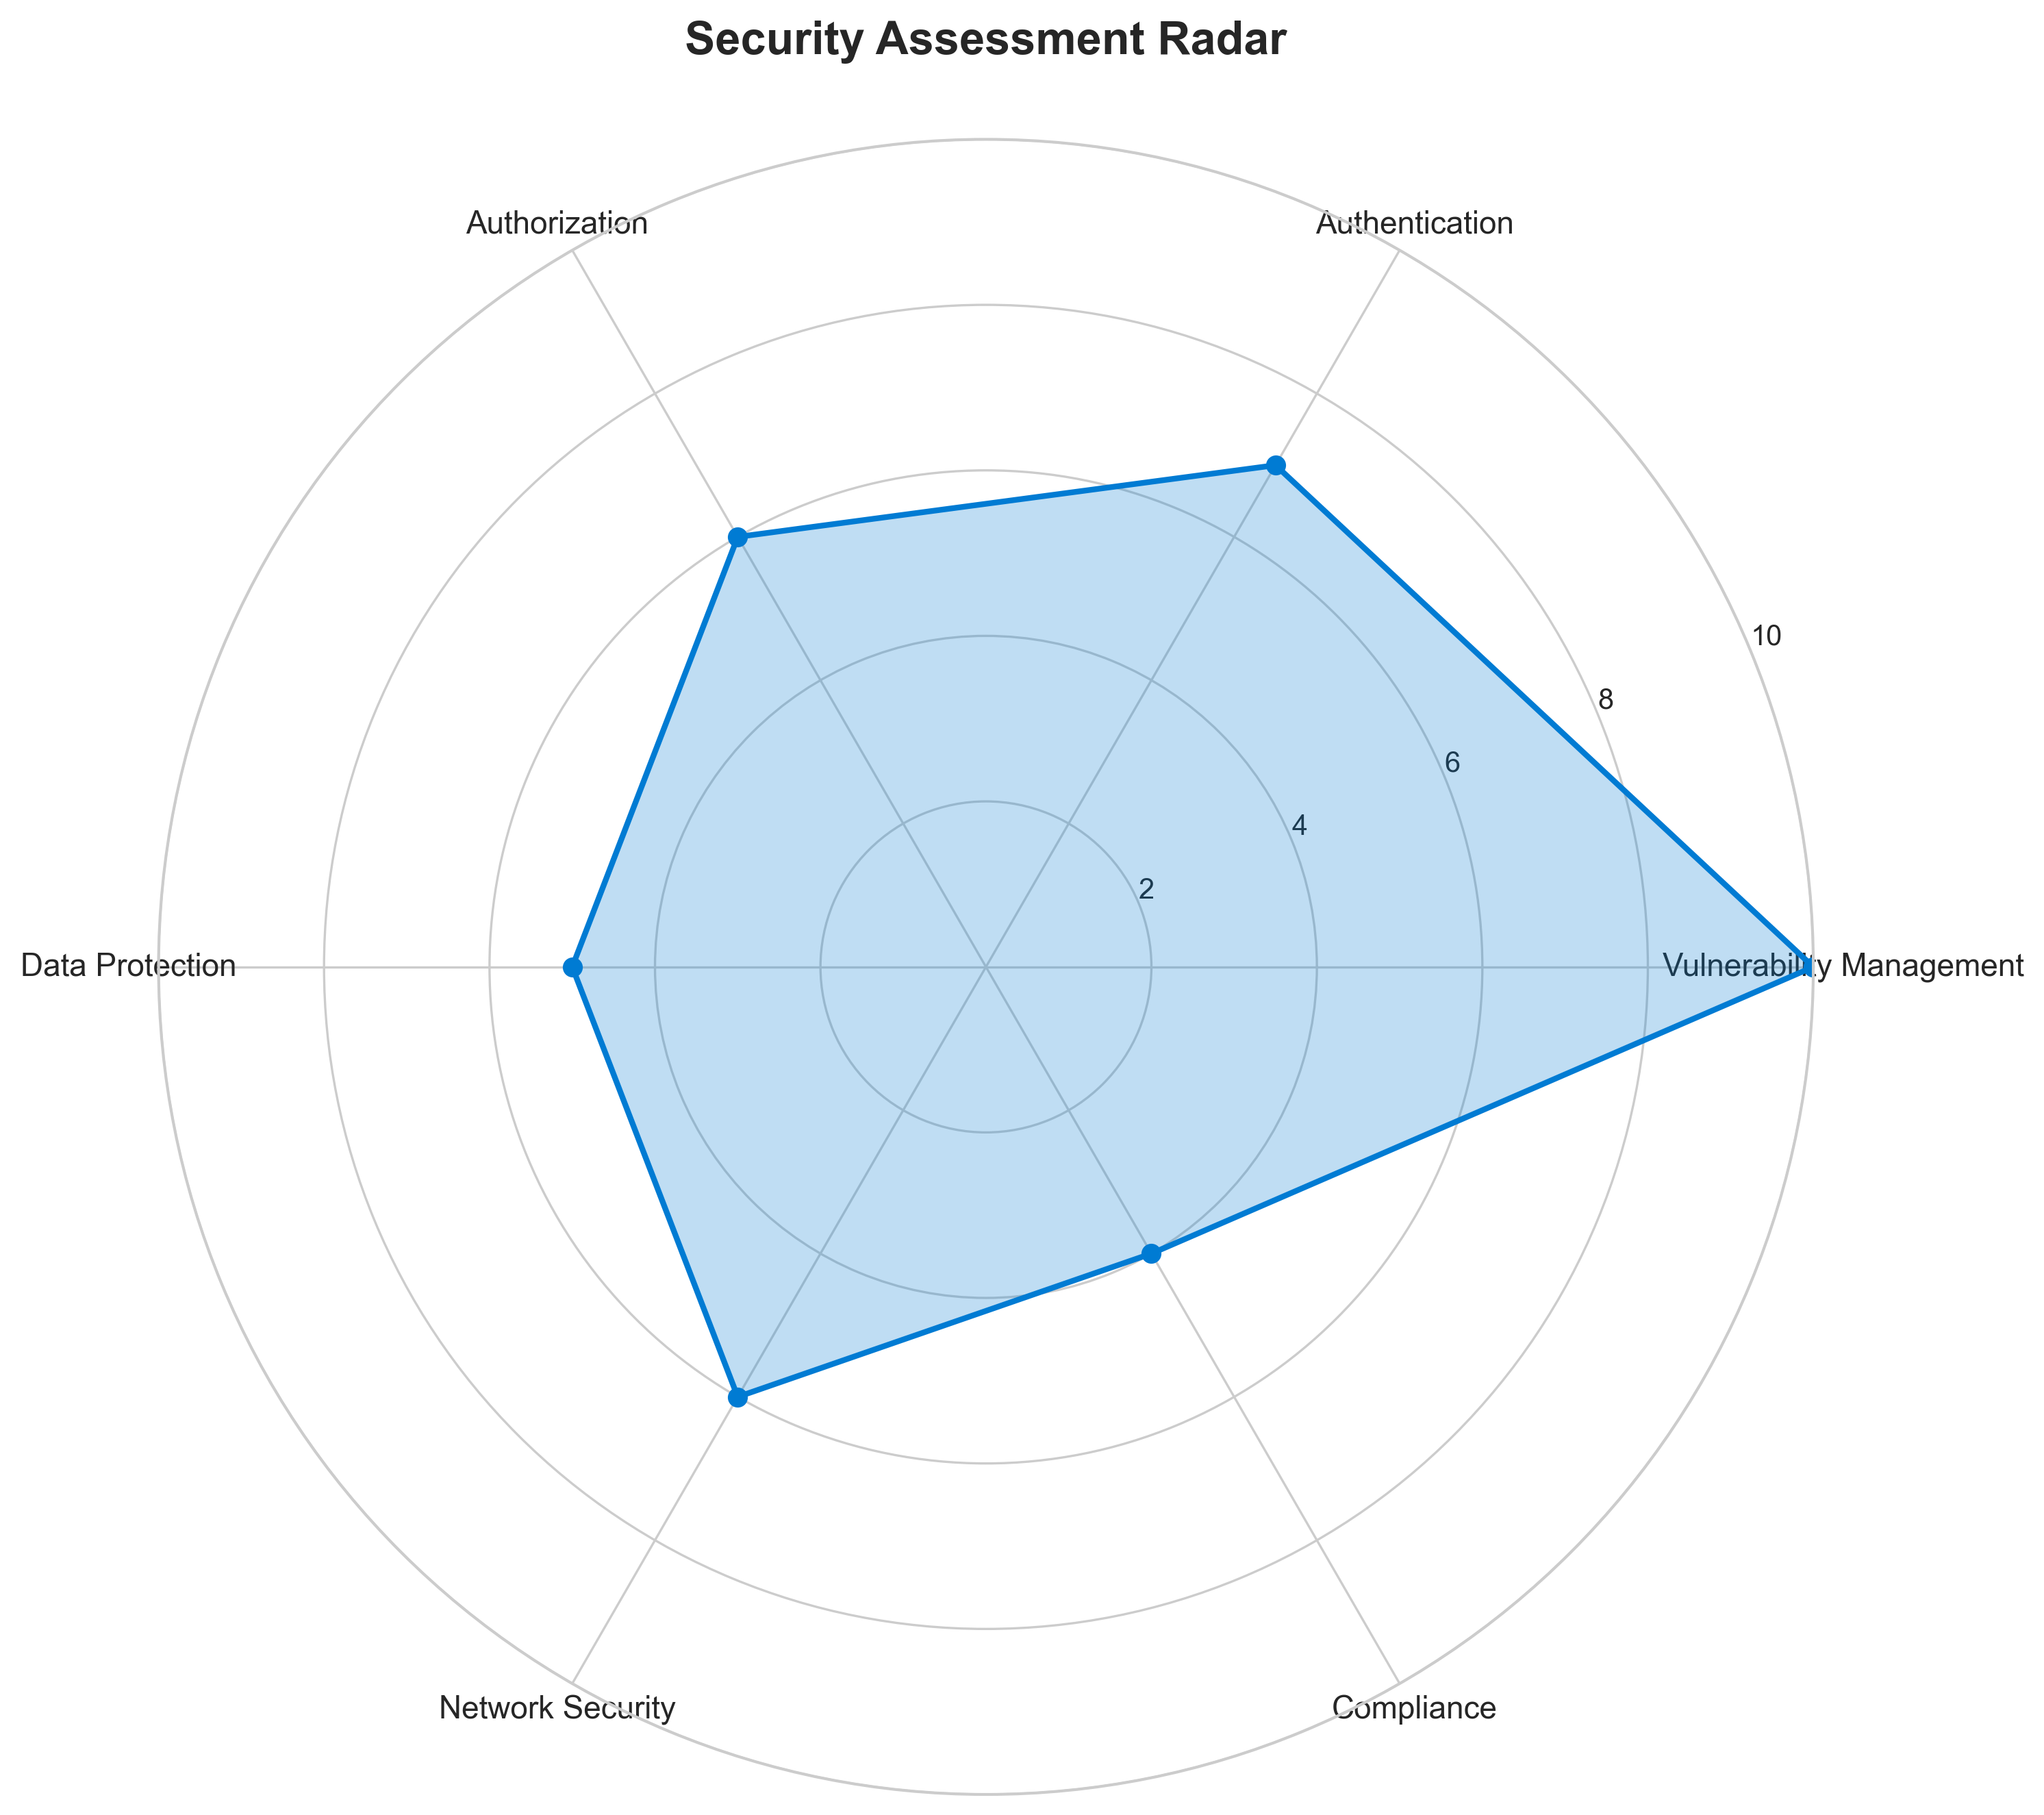 Security Assessment Radar
Authorization
Authentication
10
8
6
4
2
Data Protection
Vulnerability Management
Network Security
Compliance